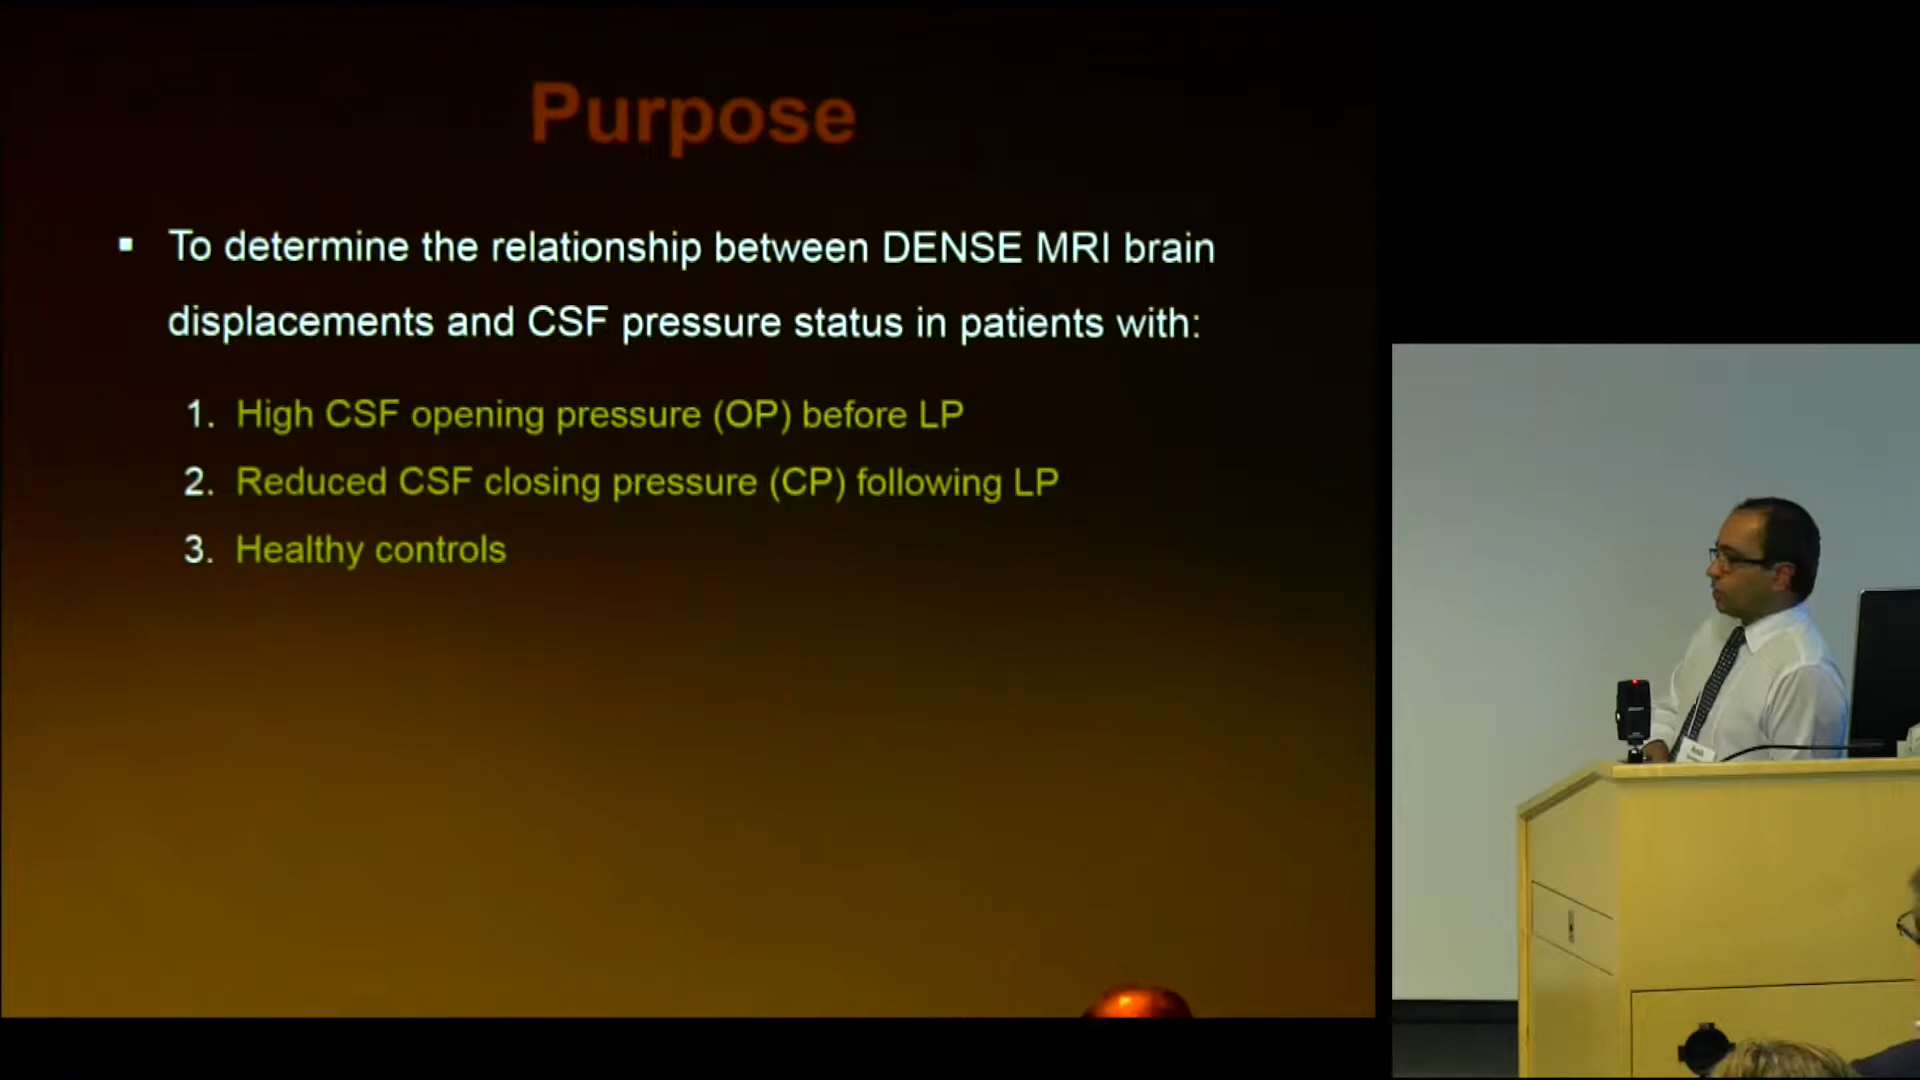 Purpose
▪ To determine the relationship between DENSE MRI brain
displacements and CSF pressure status in patients with:
1. High CSF opening pressure (OP) before LP
2. Reduced CSF closing pressure (CP) following LP
3. Healthy controls